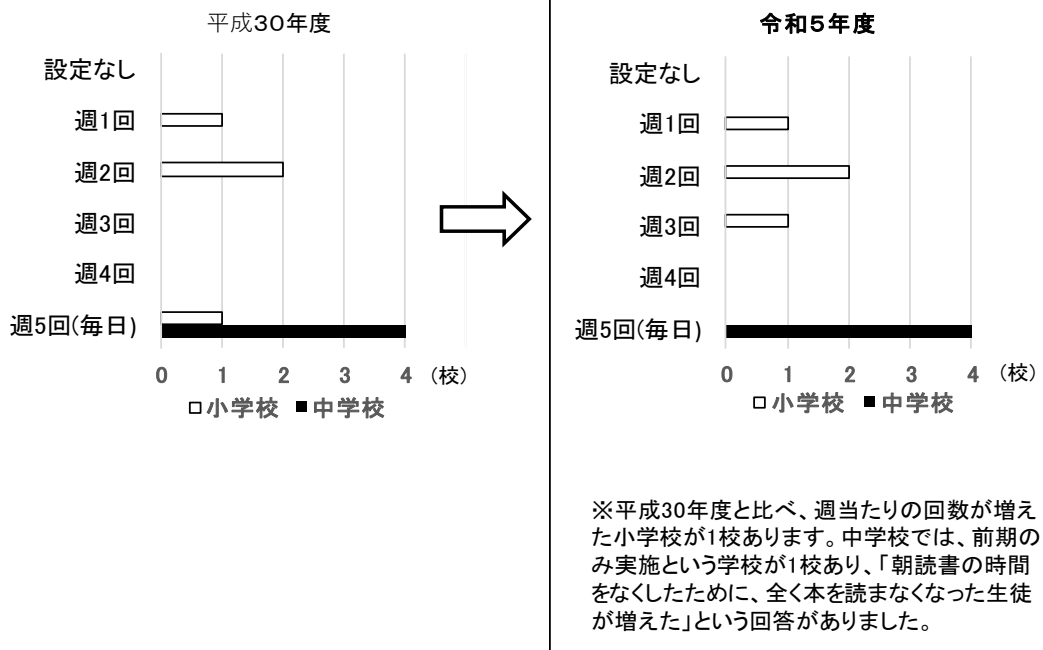 平成30年度
設定なし
週1回
週2回
週3回
週4回
週5回(毎日)
0 1 2 3 4 (校)
□小学校 ■中学校
令和5年度
設定なし
週1回
週2回
週3回
週4回
週5回(毎日)
0 1 2 3 4 (校)
□小学校 ■中学校
※平成30年度と比べ、週当たりの回数が増え
た小学校が1校あります。中学校では、前期の
み実施という学校が1校あり、「朝読書の時間
をなくしたために、全く本を読まなくなった生徒
が増えた」という回答がありました。